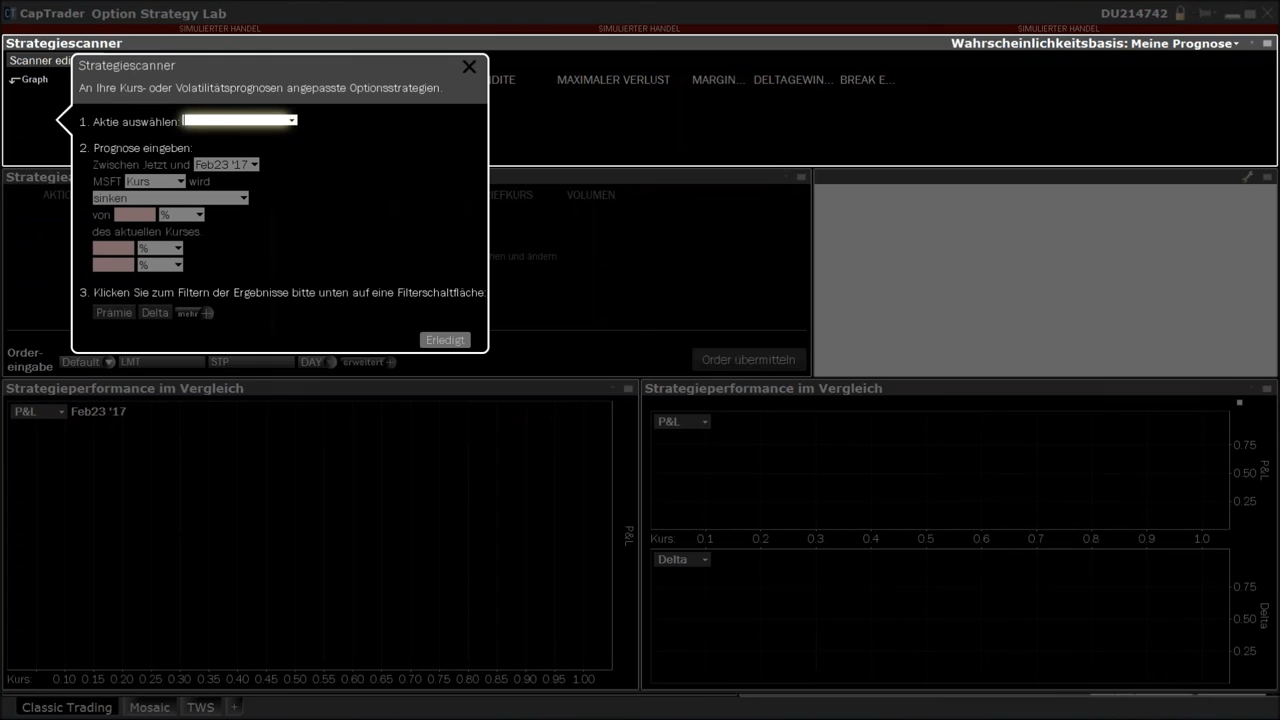 CT CapTrader Option Strategy Lab DU214742
SIMULIERTER HANDEL SIMULIERTER HANDEL SIMULIERTER HANDEL
Strategiescanner Wahrscheinlichkeitsbasis: Meine Prognose
Scanner edi
Graph
DITE MAXIMALER VERLUST MARGIN... DELTAGEWIN... BREAK E...
Strategiescanner
An Ihre Kurs- oder Volatilitätsprognosen angepasste Optionsstrategien.
1. Aktie auswählen:
2. Prognose eingeben:
Zwischen Jetzt und Feb23 '17
MSFT Kurs wird
sinken
von %
des aktuellen Kurses.
%
%
3. Klicken Sie zum Filtern der Ergebnisse bitte unten auf eine Filterschaltfläche:
Prämie Delta mehr
Erledigt
Strategie
AKTIO
IEFKURS VOLUMEN
hen und ändern
Order-
eingabe Default LMT STP DAY erweitert Order übermitteln
Strategieperformance im Vergleich
P&L Feb23 '17
P&L
Kurs: 0.10 0.15 0.20 0.25 0.30 0.35 0.40 0.45 0.50 0.55 0.60 0.65 0.70 0.75 0.80 0.85 0.90 0.95 1.00
Strategieperformance im Vergleich
P&L
0.75
0.50
0.25
P&L
Kurs: 0.1 0.2 0.3 0.4 0.5 0.6 0.7 0.8 0.9 1.0
Delta
0.75
0.50
0.25
Delta
Classic Trading Mosaic TWS +